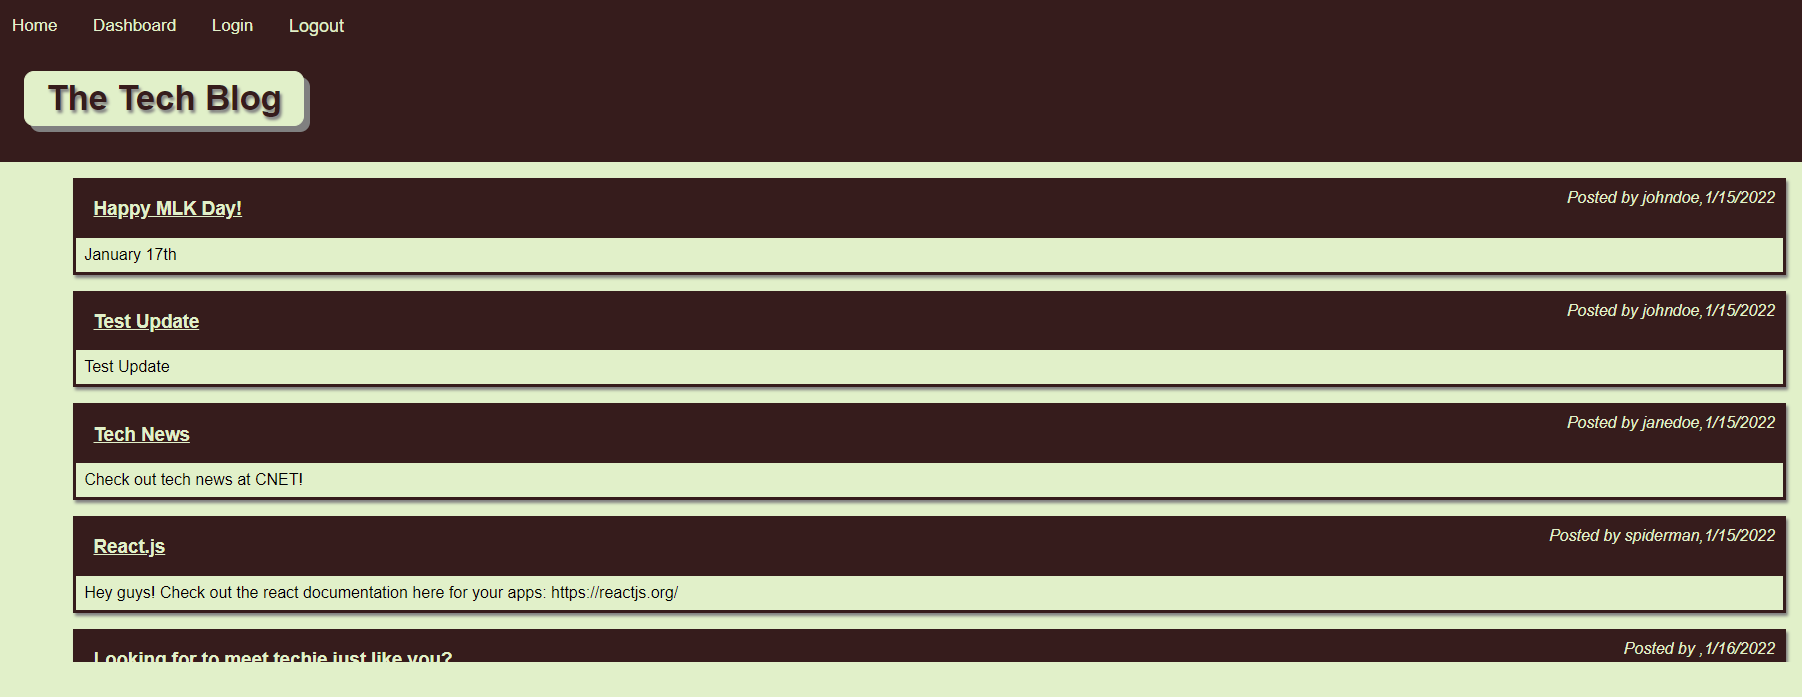 Home Dashboard Login Logout
The Tech Blog
Happy MLK Day! Posted by johndoe,1/15/2022
January 17th
Test Update Posted by johndoe,1/15/2022
Test Update
Tech News Posted by janedoe,1/15/2022
Check out tech news at CNET!
React.js Posted by spiderman,1/15/2022
Hey guys! Check out the react documentation here for your apps: https://reactjs.org/
Looking for to meet techie just like you? Posted by ,1/16/2022